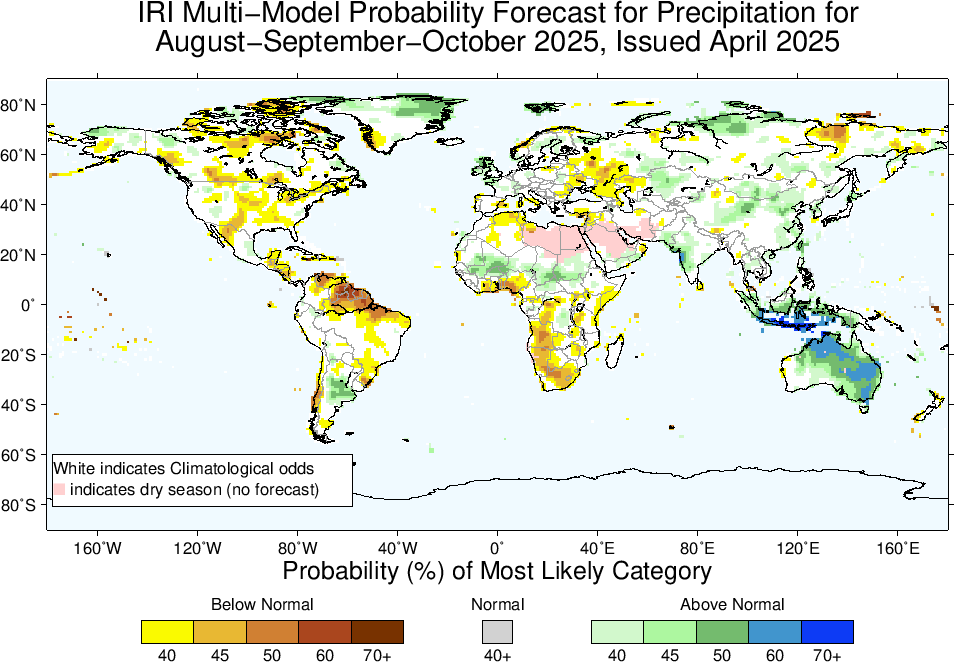 IRI Multi−Model Probability Forecast for Precipitation for
August−September−October 2025, Issued April 2025
80˚N
60˚N
40˚N
20˚N
0˚
20˚S
40˚S
60˚S
80˚S
White indicates Climatological odds
indicates dry season (no forecast)
160˚W 120˚W 80˚W 40˚W 0˚ 40˚E 80˚E 120˚E 160˚E
Probability (%) of Most Likely Category
Below Normal Normal Above Normal
40 45 50 60 70+ 40+ 40 45 50 60 70+